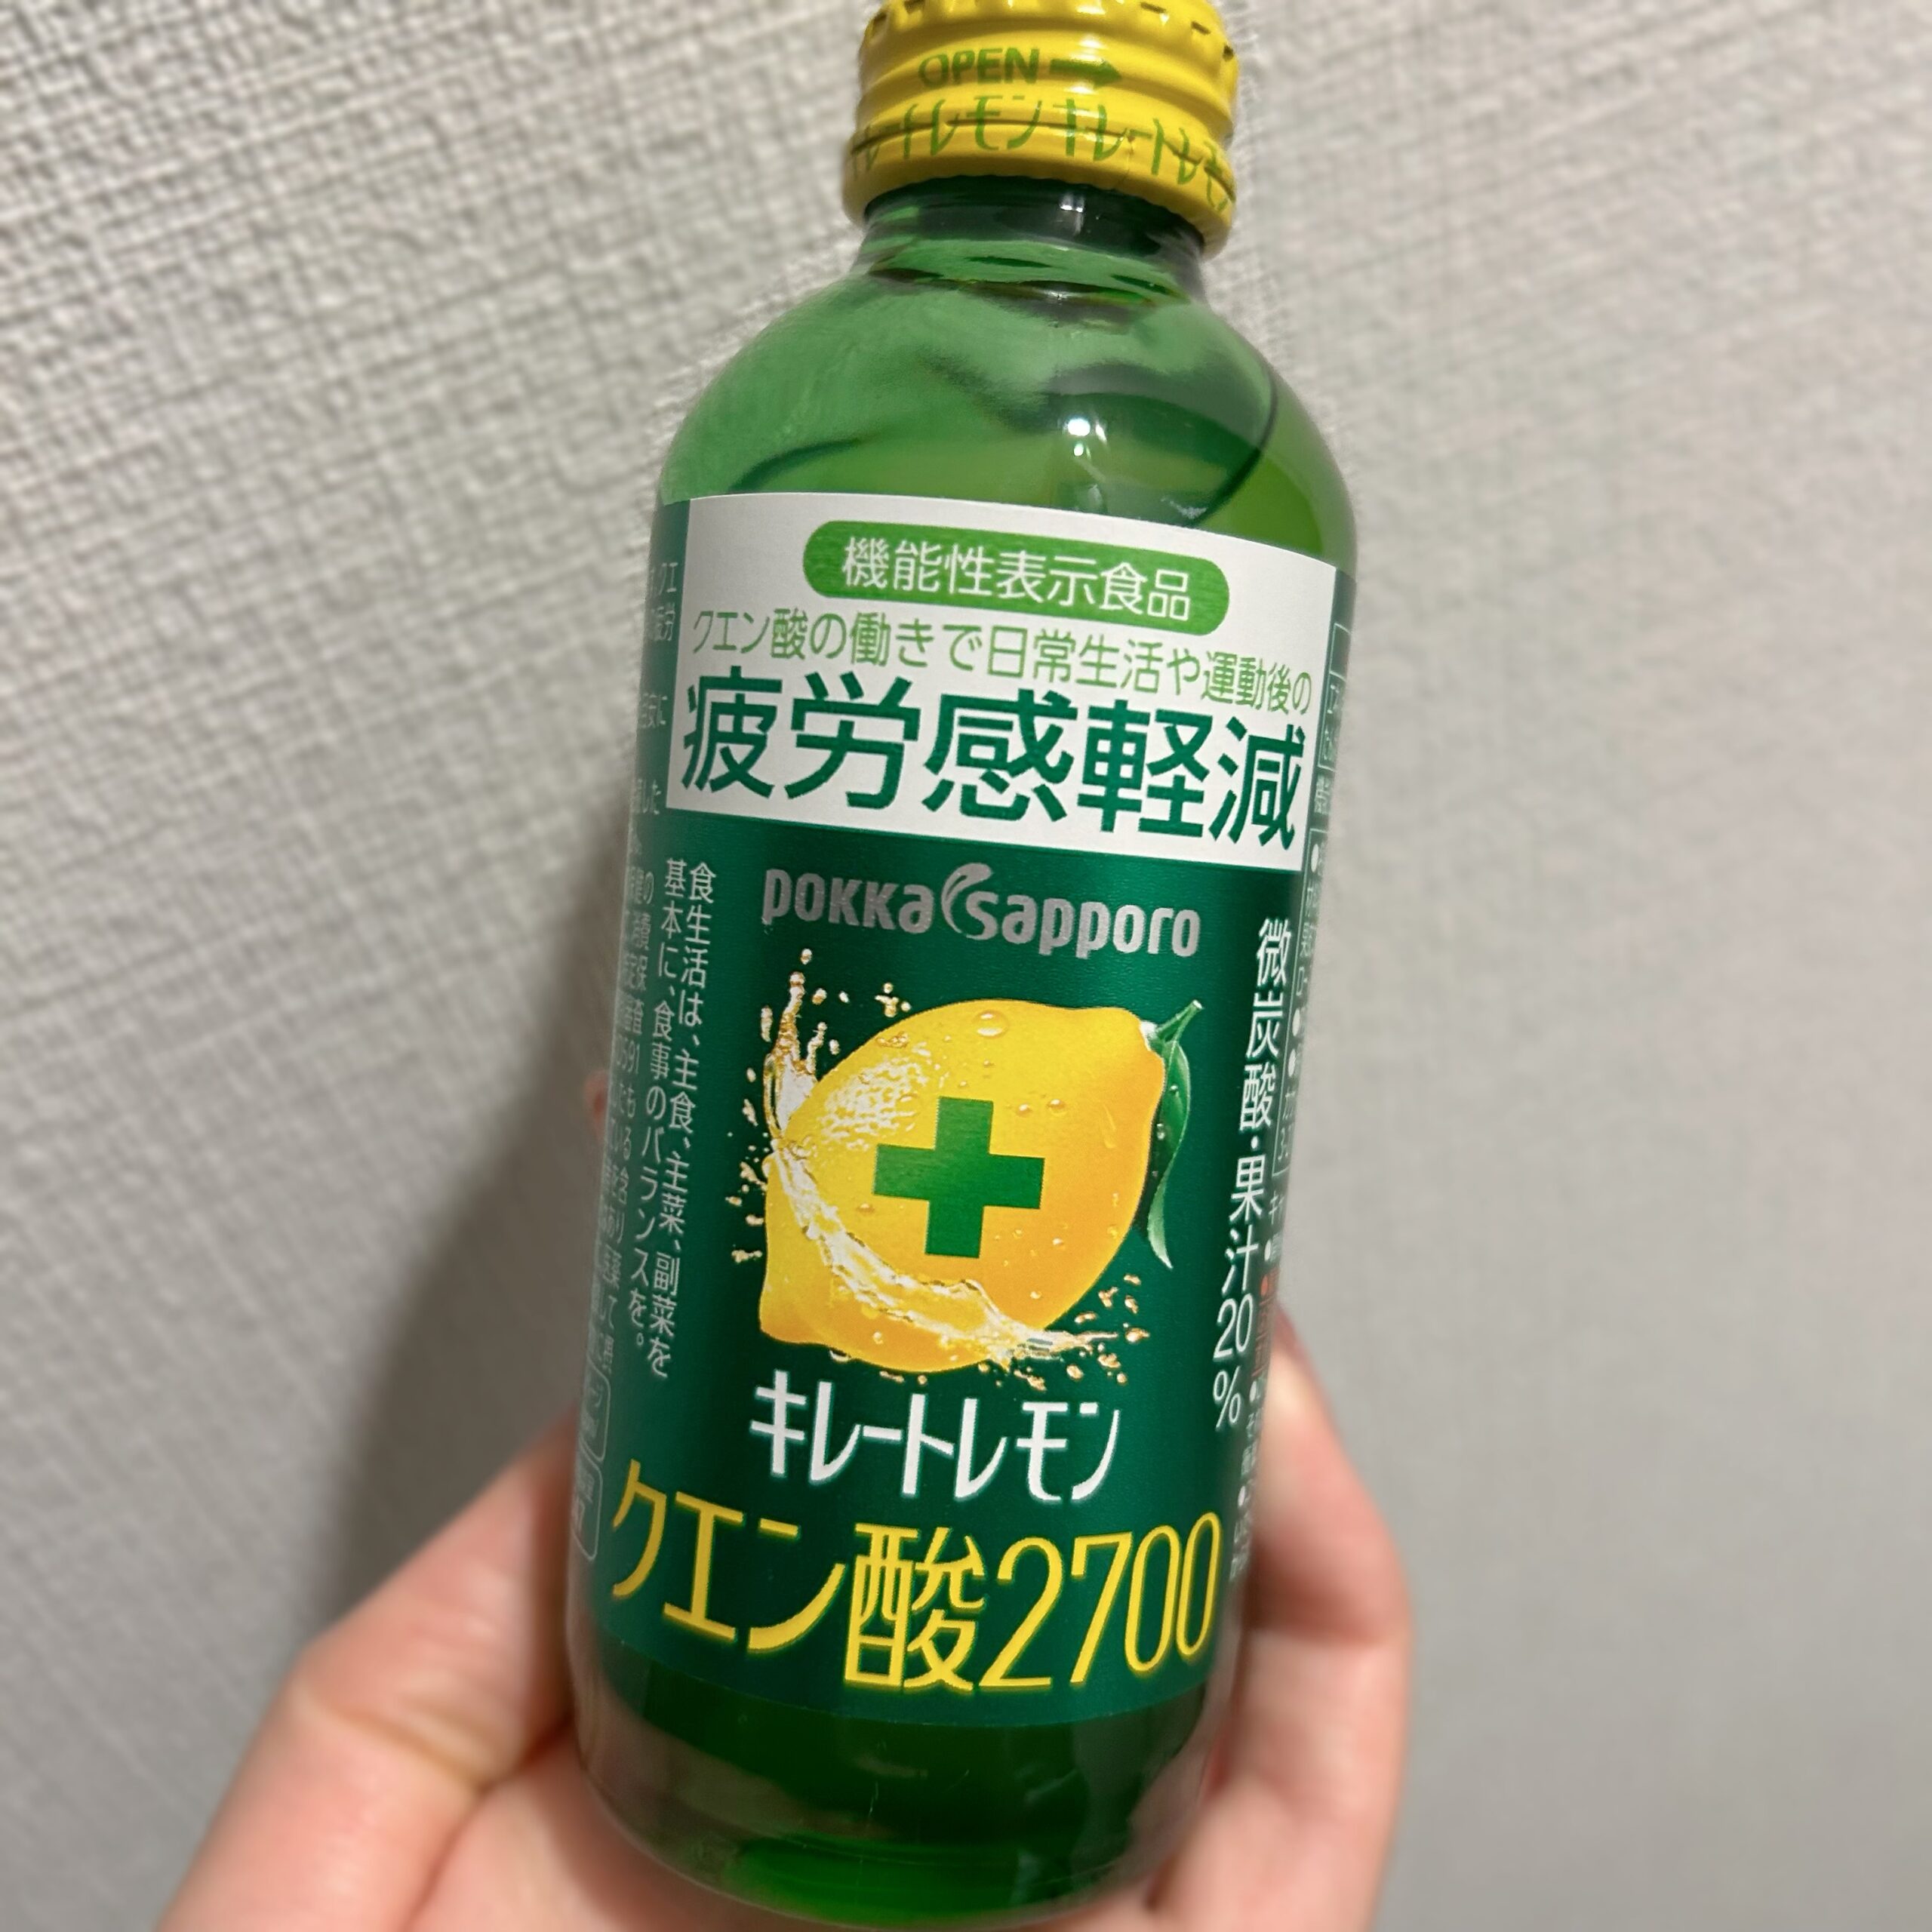 OPEN→
レートレモンキレートレモン
機能性表示食品
クエン酸の働きで日常生活や運動後の
疲労感軽減
POKKA sapporo
食生活は、主食、主菜、副菜を
基本に、食事のバランスを。
微炭酸・果汁20%
キレートレモン
クエン酸2700